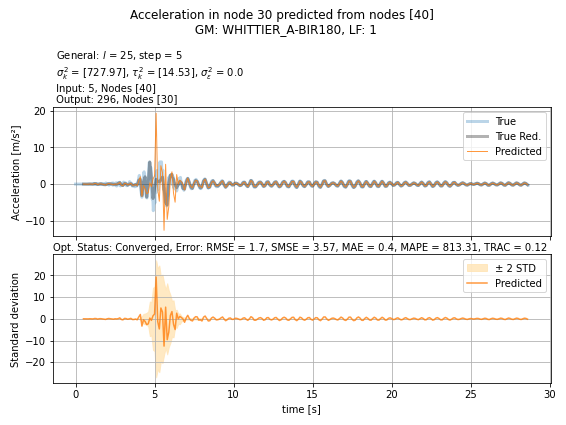 Acceleration in node 30 predicted from nodes [40]
GM: WHITTIER_A-BIR180, LF: 1
General: l = 25, step = 5
σ²ₖ = [727.97], τ²ₖ = [14.53], σ²ε = 0.0
Input: 5, Nodes [40]
Output: 296, Nodes [30]
Acceleration [m/s²]
20
10
0
−10
True
True Red.
Predicted
Opt. Status: Converged, Error: RMSE = 1.7, SMSE = 3.57, MAE = 0.4, MAPE = 813.31, TRAC = 0.12
Standard deviation
20
10
0
−10
−20
± 2 STD
Predicted
0 5 10 15 20 25 30
time [s]